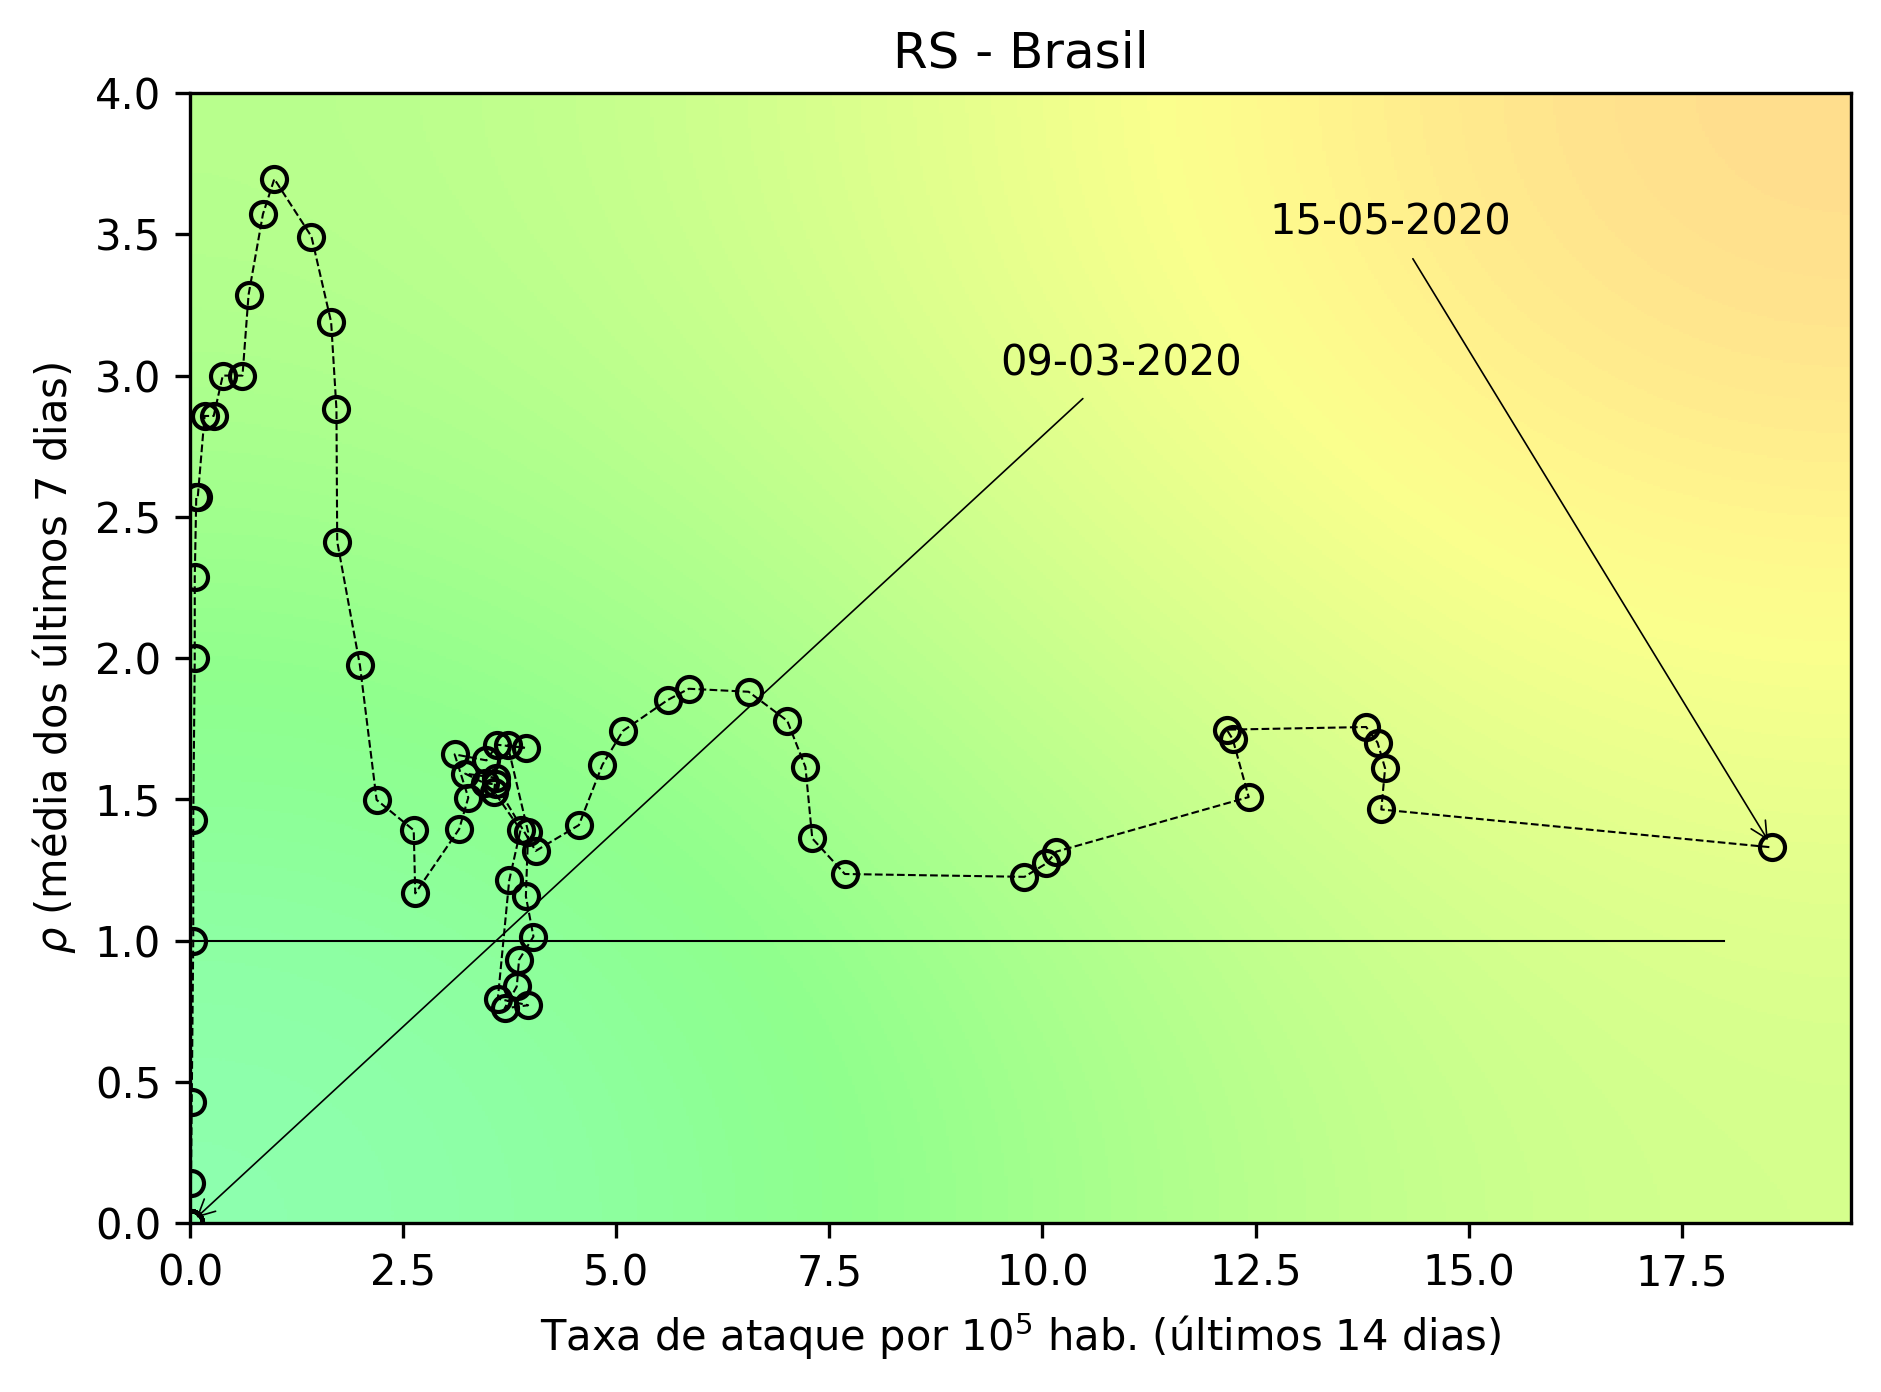 RS - Brasil
4.0
3.5
3.0
2.5
2.0
1.5
1.0
0.5
0.0
ρ (média dos últimos 7 dias)
15-05-2020
09-03-2020
0.0 2.5 5.0 7.5 10.0 12.5 15.0 17.5
Taxa de ataque por 10⁵ hab. (últimos 14 dias)